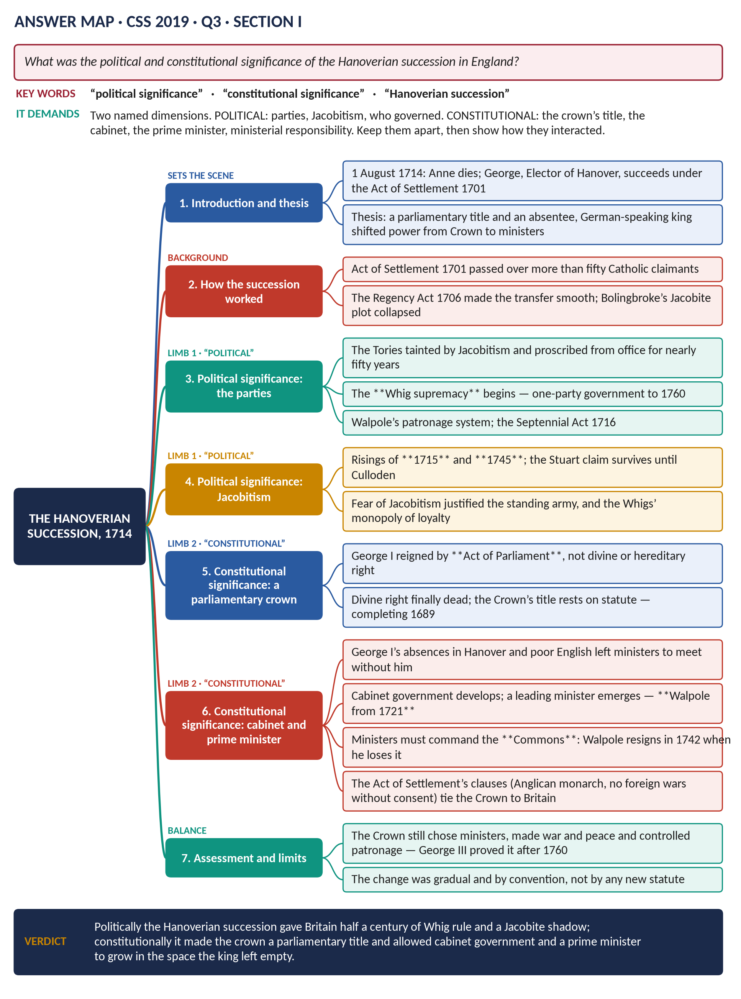 ANSWER MAP · CSS 2019 · Q3 · SECTION I
What was the political and constitutional significance of the Hanoverian succession in England?
KEY WORDS “political significance” · “constitutional significance” · “Hanoverian succession”
IT DEMANDS Two named dimensions. POLITICAL: parties, Jacobitism, who governed. CONSTITUTIONAL: the crown’s title, the
cabinet, the prime minister, ministerial responsibility. Keep them apart, then show how they interacted.
THE HANOVERIAN
SUCCESSION, 1714
SETS THE SCENE
1. Introduction and thesis
1 August 1714: Anne dies; George, Elector of Hanover, succeeds under
the Act of Settlement 1701
Thesis: a parliamentary title and an absentee, German-speaking king
shifted power from Crown to ministers
BACKGROUND
2. How the succession
worked
Act of Settlement 1701 passed over more than fifty Catholic claimants
The Regency Act 1706 made the transfer smooth; Bolingbroke’s Jacobite
plot collapsed
LIMB 1 · “POLITICAL”
3. Political significance:
the parties
The Tories tainted by Jacobitism and proscribed from office for nearly
fifty years
The **Whig supremacy** begins — one-party government to 1760
Walpole’s patronage system; the Septennial Act 1716
LIMB 1 · “POLITICAL”
4. Political significance:
Jacobitism
Risings of **1715** and **1745**; the Stuart claim survives until
Culloden
Fear of Jacobitism justified the standing army, and the Whigs’
monopoly of loyalty
LIMB 2 · “CONSTITUTIONAL”
5. Constitutional
significance: a
parliamentary crown
George I reigned by **Act of Parliament**, not divine or hereditary
right
Divine right finally dead; the Crown’s title rests on statute —
completing 1689
LIMB 2 · “CONSTITUTIONAL”
6. Constitutional
significance: cabinet and
prime minister
George I’s absences in Hanover and poor English left ministers to meet
without him
Cabinet government develops; a leading minister emerges — **Walpole
from 1721**
Ministers must command the **Commons**: Walpole resigns in 1742 when
he loses it
The Act of Settlement’s clauses (Anglican monarch, no foreign wars
without consent) tie the Crown to Britain
BALANCE
7. Assessment and limits
The Crown still chose ministers, made war and peace and controlled
patronage — George III proved it after 1760
The change was gradual and by convention, not by any new statute
VERDICT
Politically the Hanoverian succession gave Britain half a century of Whig rule and a Jacobite shadow;
constitutionally it made the crown a parliamentary title and allowed cabinet government and a prime minister
to grow in the space the king left empty.